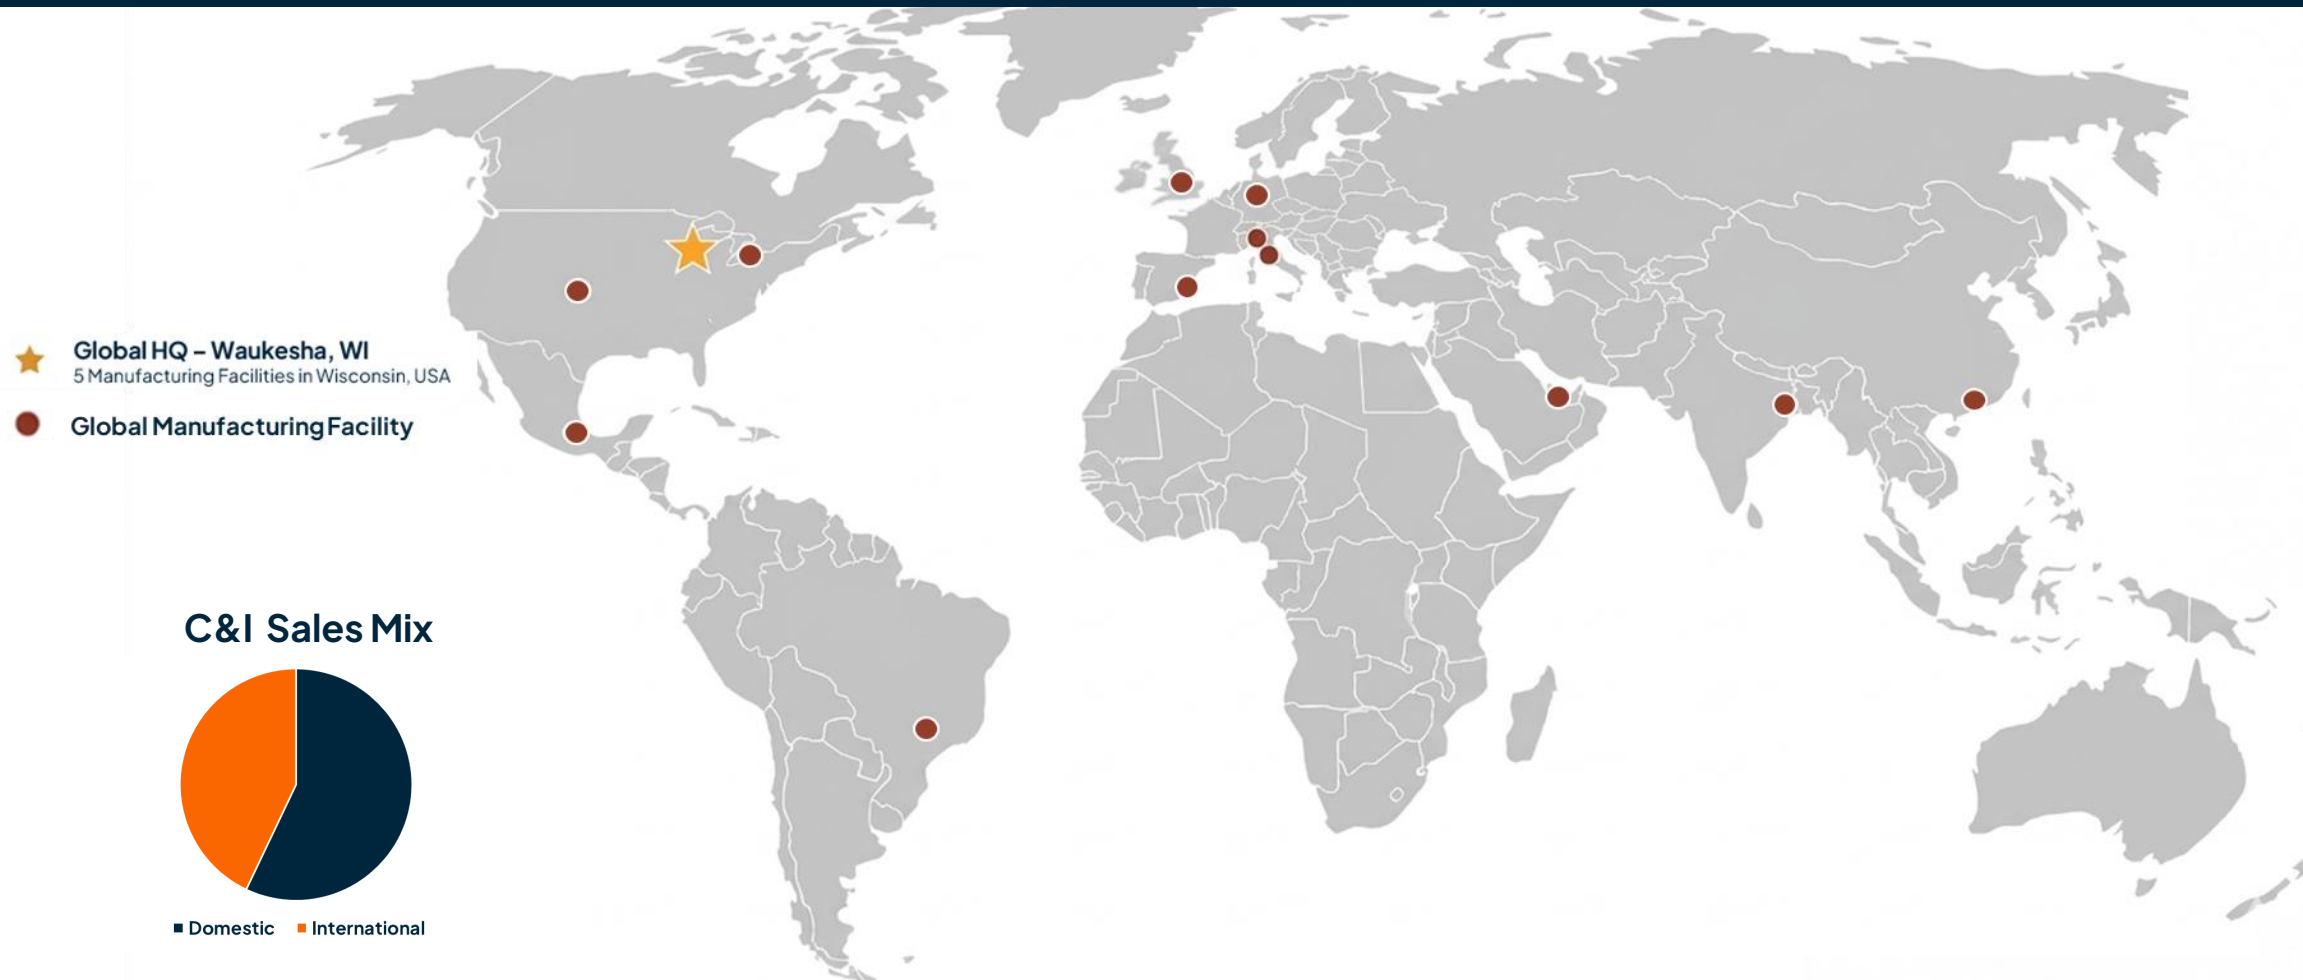 Global HQ – Waukesha, WI
5 Manufacturing Facilities in Wisconsin, USA
Global Manufacturing Facility
C&I Sales Mix
Domestic International